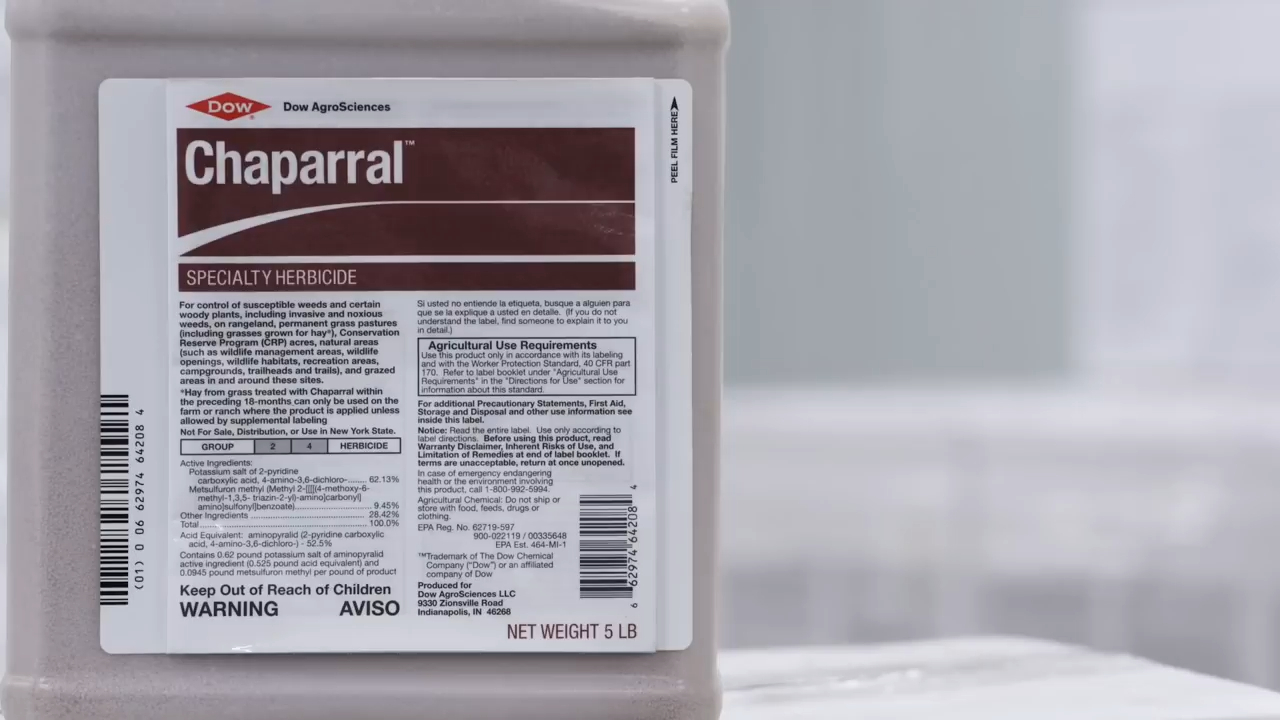 Dow
Dow AgroSciences
Chaparral™
SPECIALTY HERBICIDE
For control of susceptible weeds and certain
woody plants, including invasive and noxious
weeds, on rangeland, permanent grass pastures
(including grasses grown for hay*), Conservation
Reserve Program (CRP) acres, natural areas
(such as wildlife management areas, wildlife
openings, wildlife habitats, recreation areas,
campgrounds, trailheads and trails), and grazed
areas in and around these sites.
*Hay from grass treated with Chaparral within
the preceding 18-months can only be used on the
farm or ranch where the product is applied unless
allowed by supplemental labeling
Not For Sale, Distribution, or Use in New York State.
GROUP 2 4 HERBICIDE
Active Ingredients:
Potassium salt of 2-pyridine
carboxylic acid, 4-amino-3,6-dichloro-........ 62.13%
Metsulfuron methyl (Methyl 2-[[[[(4-methoxy-6-
methyl-1,3,5- triazin-2-yl)-amino]carbonyl]
amino]sulfonyl]benzoate)................................ 9.45%
Other Ingredients ................................................ 28.42%
Total.................................................................... 100.0%
Acid Equivalent: aminopyralid (2-pyridine carboxylic
acid, 4-amino-3,6-dichloro-) - 52.5%
Contains 0.62 pound potassium salt of aminopyralid
active ingredient (0.525 pound acid equivalent) and
0.0945 pound metsulfuron methyl per pound of product
Keep Out of Reach of Children
WARNING AVISO
Si usted no entiende la etiqueta, busque a alguien para
que se la explique a usted en detalle. (If you do not
understand the label, find someone to explain it to you
in detail.)
Agricultural Use Requirements
Use this product only in accordance with its labeling
and with the Worker Protection Standard, 40 CFR part
170. Refer to label booklet under "Agricultural Use
Requirements" in the "Directions for Use" section for
information about this standard.
For additional Precautionary Statements, First Aid,
Storage and Disposal and other use information see
inside this label.
Notice: Read the entire label. Use only according to
label directions. Before using this product, read
Warranty Disclaimer, Inherent Risks of Use, and
Limitation of Remedies at end of label booklet. If
terms are unacceptable, return at once unopened.
In case of emergency endangering
health or the environment involving
this product, call 1-800-992-5994.
Agricultural Chemical: Do not ship or
store with food, feeds, drugs or
clothing.
EPA Reg. No. 62719-597
900-022119 / 00335648
EPA Est. 464-MI-1
™Trademark of The Dow Chemical
Company ("Dow") or an affiliated
company of Dow
Produced for
Dow AgroSciences LLC
9330 Zionsville Road
Indianapolis, IN 46268
NET WEIGHT 5 LB
PEEL FILM HERE
(01) 0 06 62974 64208 4
6 62974 64208 4